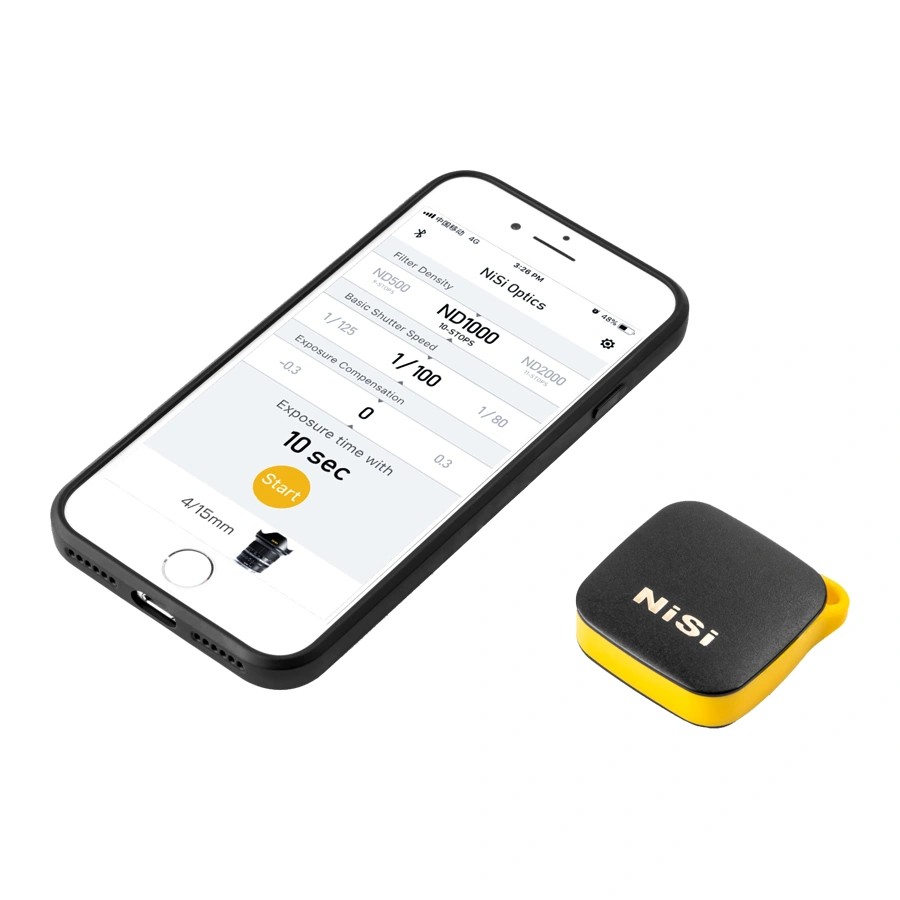 中国移动 4G
3:26 PM
48%
NiSi Optics
Filter Density
ND500
ND1000
10-STOPS
ND2000
11-STOPS
Basic Shutter Speed
1/125
1/100
1/80
Exposure Compensation
-0.3
0
0.3
Exposure time with
10 sec
Start
4/15mm
NiSi